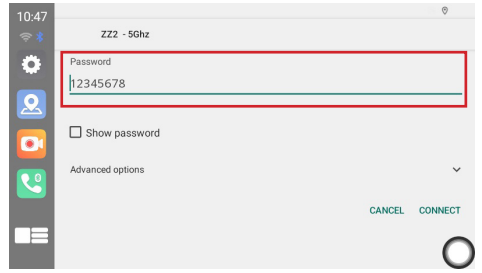 10:47
ZZ2 - 5Ghz
Password
12345678
Show password
Advanced options
CANCEL CONNECT